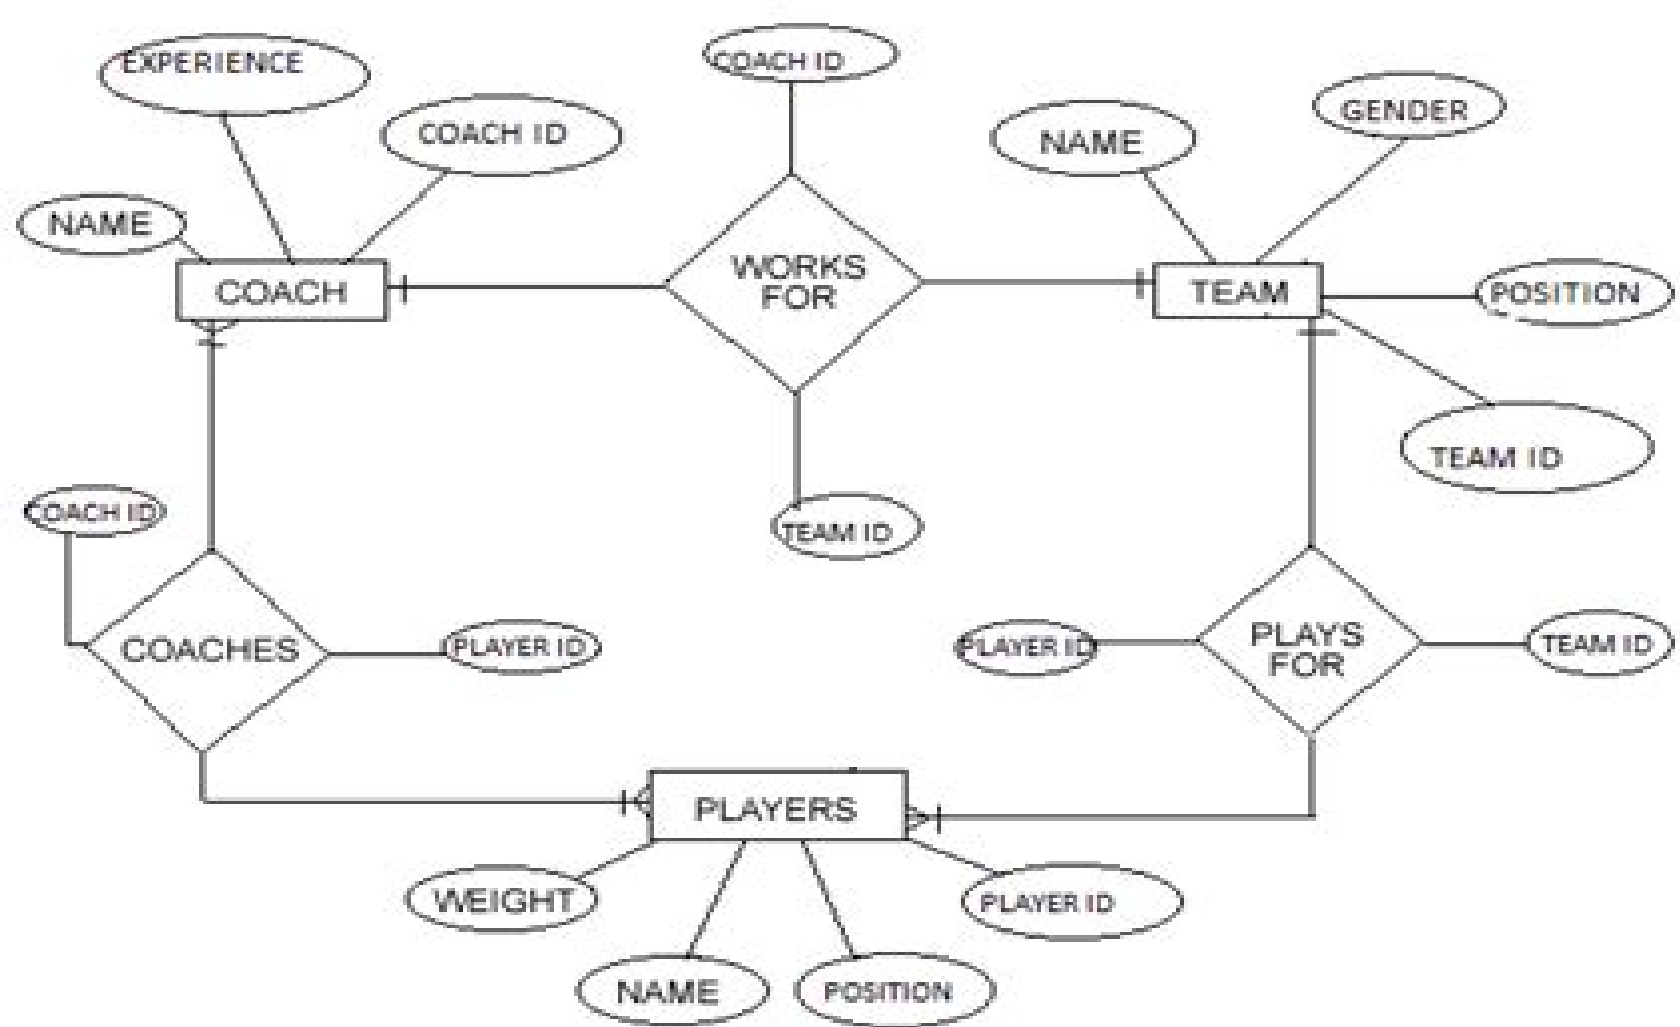 EXPERIENCE
COACH ID
COACH ID
NAME
GENDER
NAME
COACH
WORKS
FOR
TEAM
POSITION
TEAM ID
COACH ID
TEAM ID
COACHES
PLAYER ID
PLAYER ID
PLAYS
FOR
TEAM ID
PLAYERS
WEIGHT
PLAYER ID
NAME
POSITION